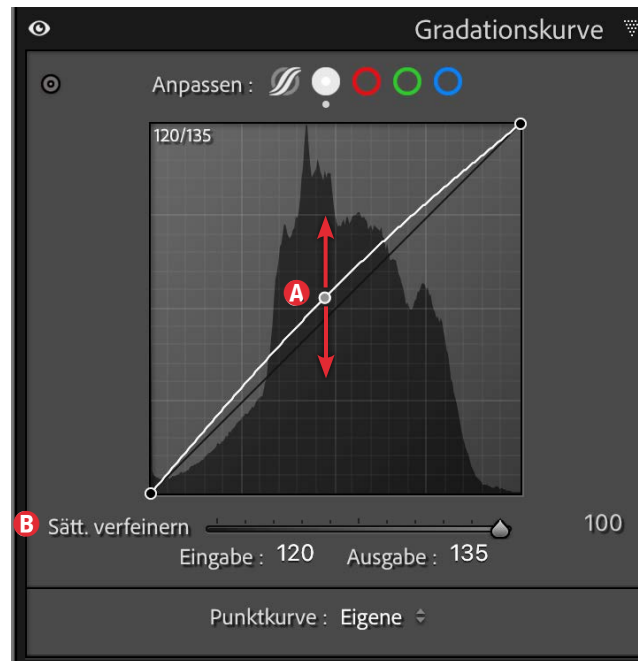 Gradationskurve
Anpassen :
120/135
A
B Sätt. verfeinern 100
Eingabe : 120 Ausgabe : 135
Punktkurve : Eigene